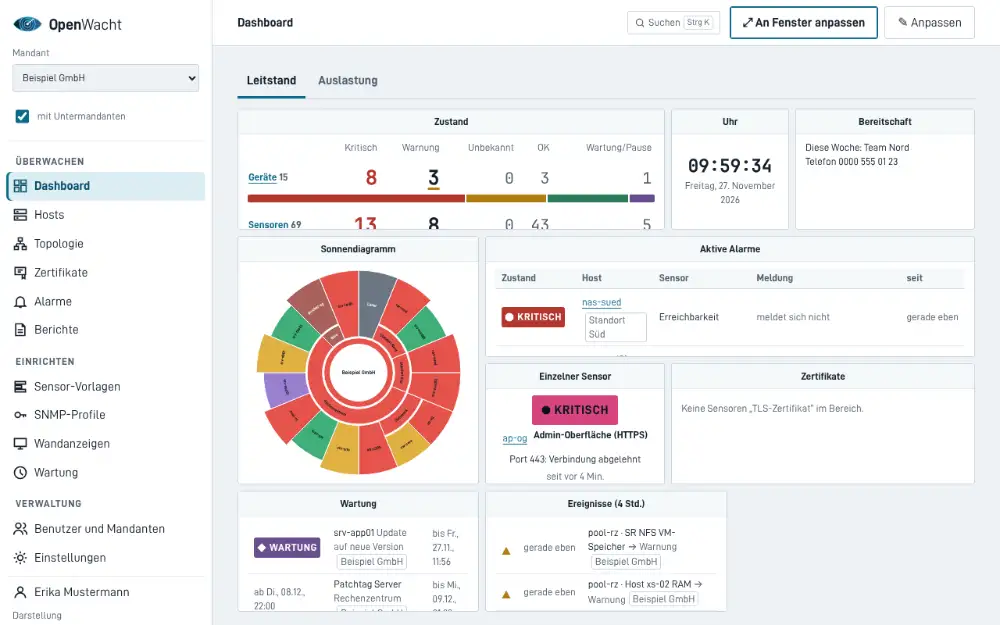 OpenWacht
Mandant
Beispiel GmbH
mit Untermandanten
ÜBERWACHEN
Dashboard
Hosts
Topologie
Zertifikate
Alarme
Berichte
EINRICHTEN
Sensor-Vorlagen
SNMP-Profile
Wandanzeigen
Wartung
VERWALTUNG
Benutzer und Mandanten
Einstellungen
Erika Mustermann
Darstellung
Dashboard
Suchen Strg K
An Fenster anpassen
Anpassen
Leitstand Auslastung
Zustand
Kritisch Warnung Unbekannt OK Wartung/Pause
Geräte 15 8 3 0 3 1
Sensoren 69 13 8 0 43 5
Uhr
09:59:34
Freitag, 27. November
2026
Bereitschaft
Diese Woche: Team Nord
Telefon 0000 555 01 23
Sonnendiagramm
Beispiel GmbH
Aktive Alarme
Zustand Host Sensor Meldung seit
KRITISCH nas-sued Erreichbarkeit meldet sich nicht gerade eben
Standort
Süd
Einzelner Sensor
KRITISCH
ap-og Admin-Oberfläche (HTTPS)
Port 443: Verbindung abgelehnt
seit vor 4 Min.
Zertifikate
Keine Sensoren „TLS-Zertifikat" im Bereich.
Wartung
WARTUNG srv-app01 Update bis Fr.,
auf neue Version 27.11.,
Beispiel GmbH 11:56
ab Di., 08.12., Patchtag Server bis Mi.,
22:00 Rechenzentrum 09.12.,
Ereignisse (4 Std.)
gerade eben pool-rz · SR NFS VM-
Speicher → Warnung
Beispiel GmbH
gerade eben pool-rz · Host xs-02 RAM →
Warnung Beispiel GmbH